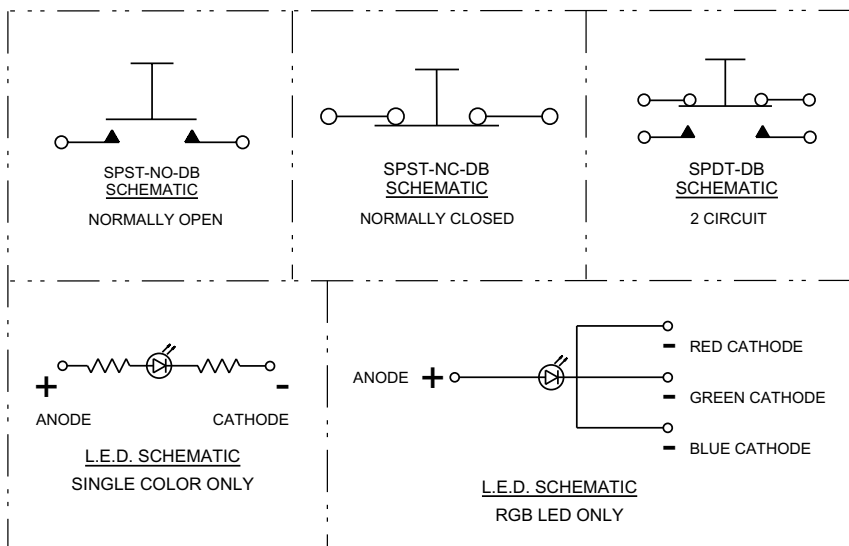 SPST-NO-DB
SCHEMATIC
NORMALLY OPEN
SPST-NC-DB
SCHEMATIC
NORMALLY CLOSED
SPDT-DB
SCHEMATIC
2 CIRCUIT
+
-
ANODE
CATHODE
L.E.D. SCHEMATIC
SINGLE COLOR ONLY
ANODE +
- RED CATHODE
- GREEN CATHODE
- BLUE CATHODE
L.E.D. SCHEMATIC
RGB LED ONLY